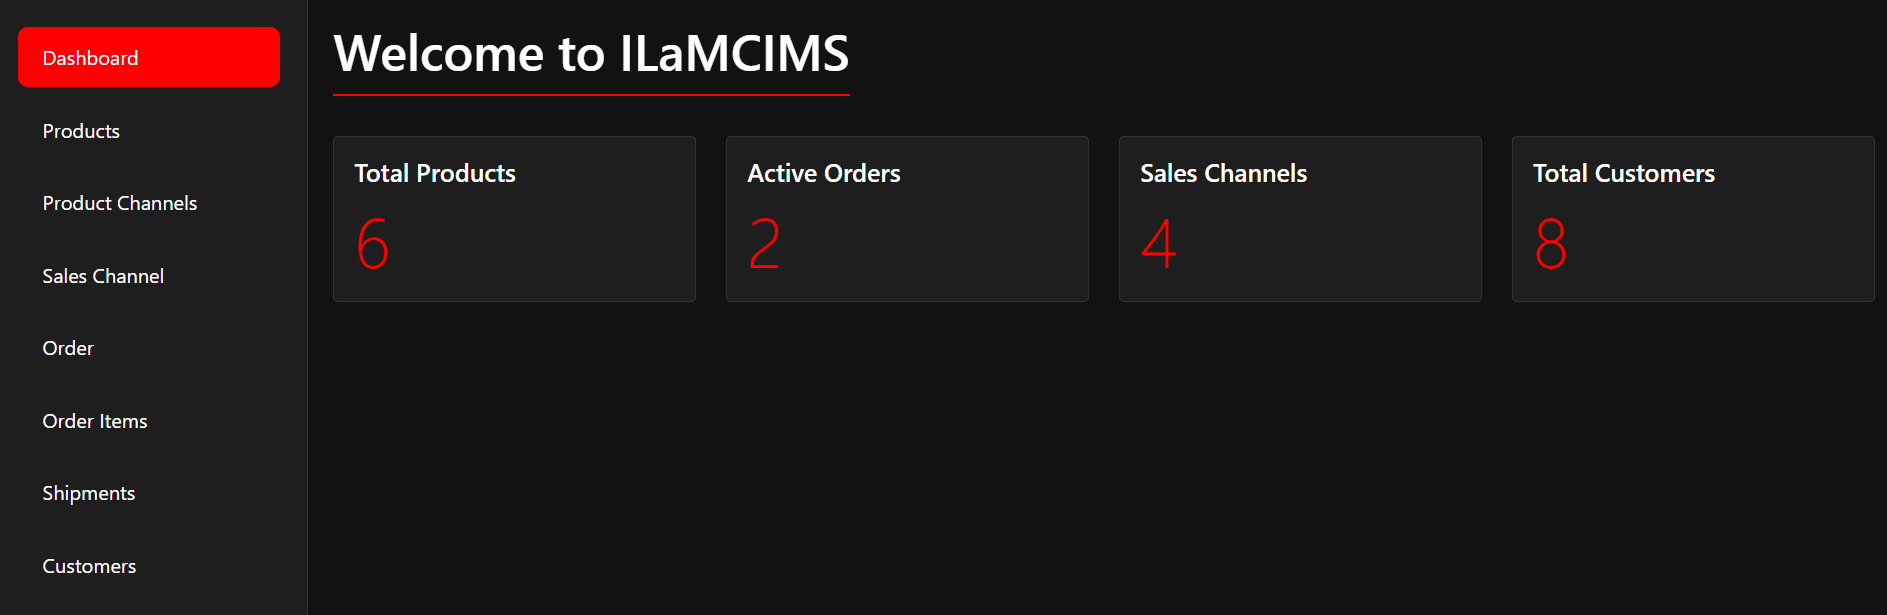 Dashboard
Products
Product Channels
Sales Channel
Order
Order Items
Shipments
Customers
Welcome to ILaMCIMS
Total Products
6
Active Orders
2
Sales Channels
4
Total Customers
8